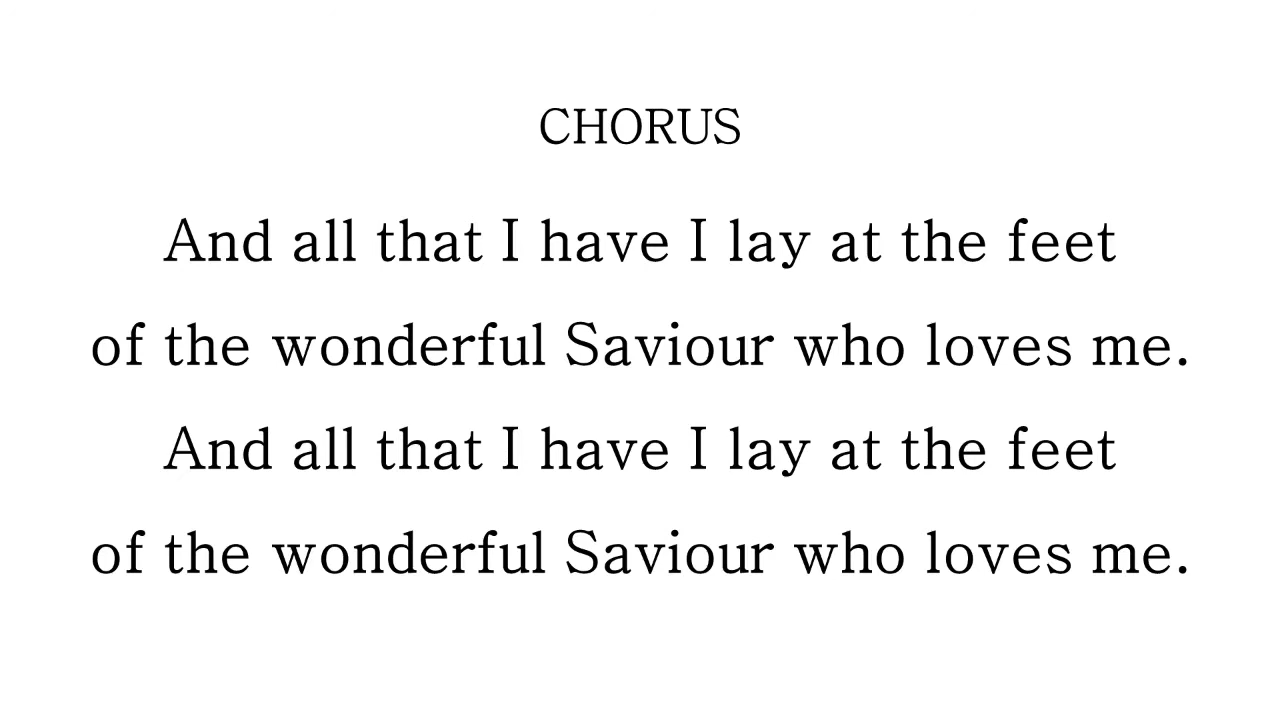 CHORUS
And all that I have I lay at the feet
of the wonderful Saviour who loves me.
And all that I have I lay at the feet
of the wonderful Saviour who loves me.